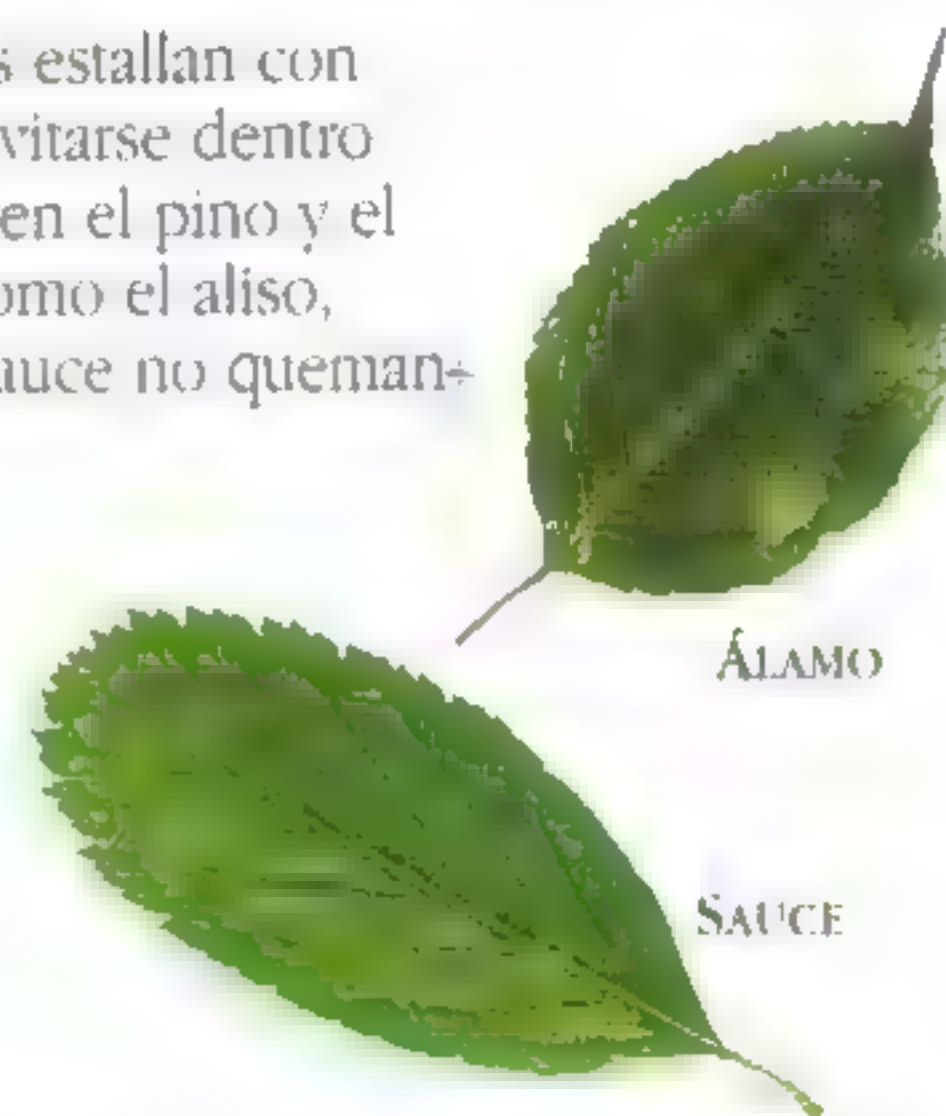 s estallan con
vitarse dentro
en el pino y el
omo el aliso,
auce no queman-
ÁLAMO
SAUCE